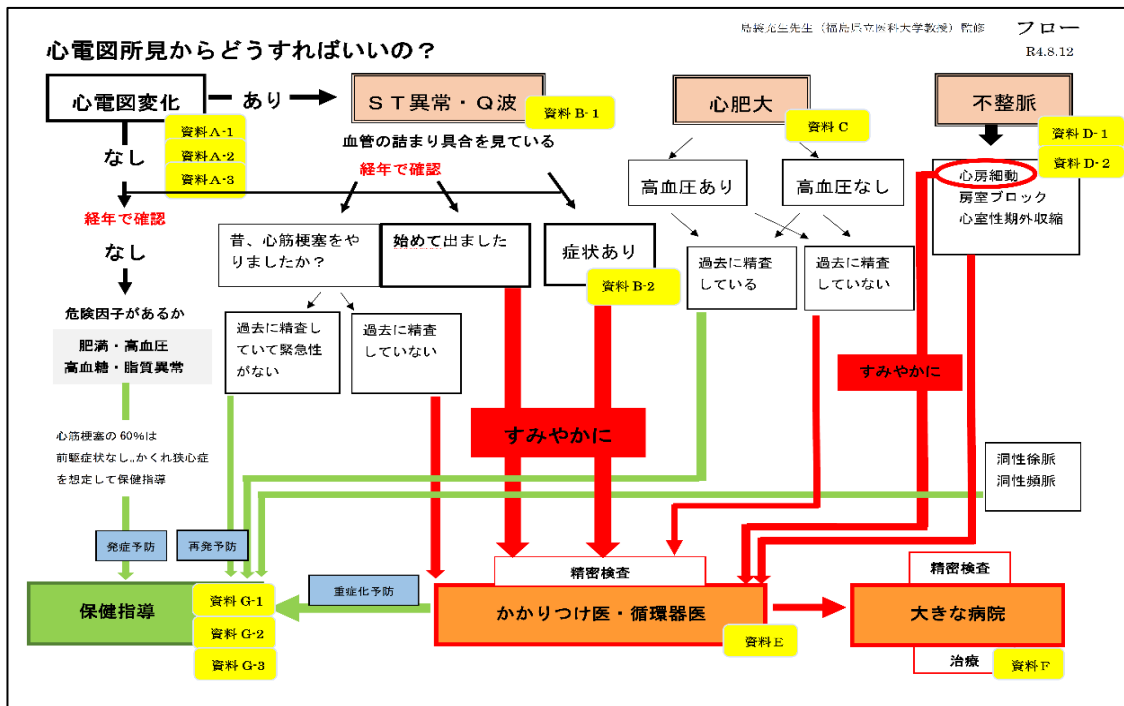 島袋充生先生（福島県立医科大学教授）監修
フロー
R4.8.12
心電図所見からどうすればいいの？
心電図変化
あり
ＳＴ異常・Ｑ波
心肥大
不整脈
資料A-1
資料A-2
資料A-3
資料 B-1
資料 C
資料 D-1
資料 D-2
なし
血管の詰まり具合を見ている
経年で確認
経年で確認
なし
高血圧あり
高血圧なし
心房細動
房室ブロック
心室性期外収縮
昔、心筋梗塞をや
りましたか？
始めて出ました
症状あり
資料 B-2
過去に精査
している
過去に精査
していない
危険因子があるか
肥満・高血圧
高血糖・脂質異常
過去に精査し
ていて緊急性
がない
過去に精査
していない
すみやかに
すみやかに
心筋梗塞の 60%は
前駆症状なし..かくれ狭心症
を想定して保健指導
洞性徐脈
洞性頻脈
発症予防
再発予防
重症化予防
精密検査
精密検査
保健指導
資料 G-1
資料 G-2
資料 G-3
かかりつけ医・循環器医
資料 E
大きな病院
治療
資料 F